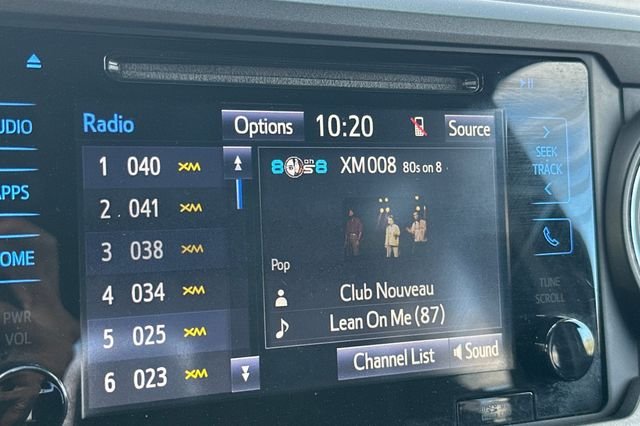 AUDIO
APPS
HOME
PWR
VOL
Radio
Options
10:20
Source
1 040 XM
2 041 XM
3 038 XM
4 034 XM
5 025 XM
6 023 XM
80s on 8
XM008 80s on 8
Pop
Club Nouveau
Lean On Me (87)
Channel List
Sound
SEEK
TRACK
TUNE
SCROLL